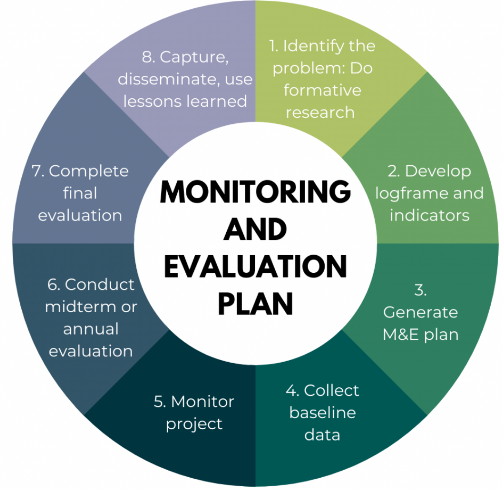 1. Identify the
problem: Do
formative
research
2. Develop
logframe and
indicators
3.
Generate
M&E plan
4. Collect
baseline
data
5. Monitor
project
6. Conduct
midterm or
annual
evaluation
7. Complete
final
evaluation
8. Capture,
disseminate, use
lessons learned
MONITORING
AND
EVALUATION
PLAN